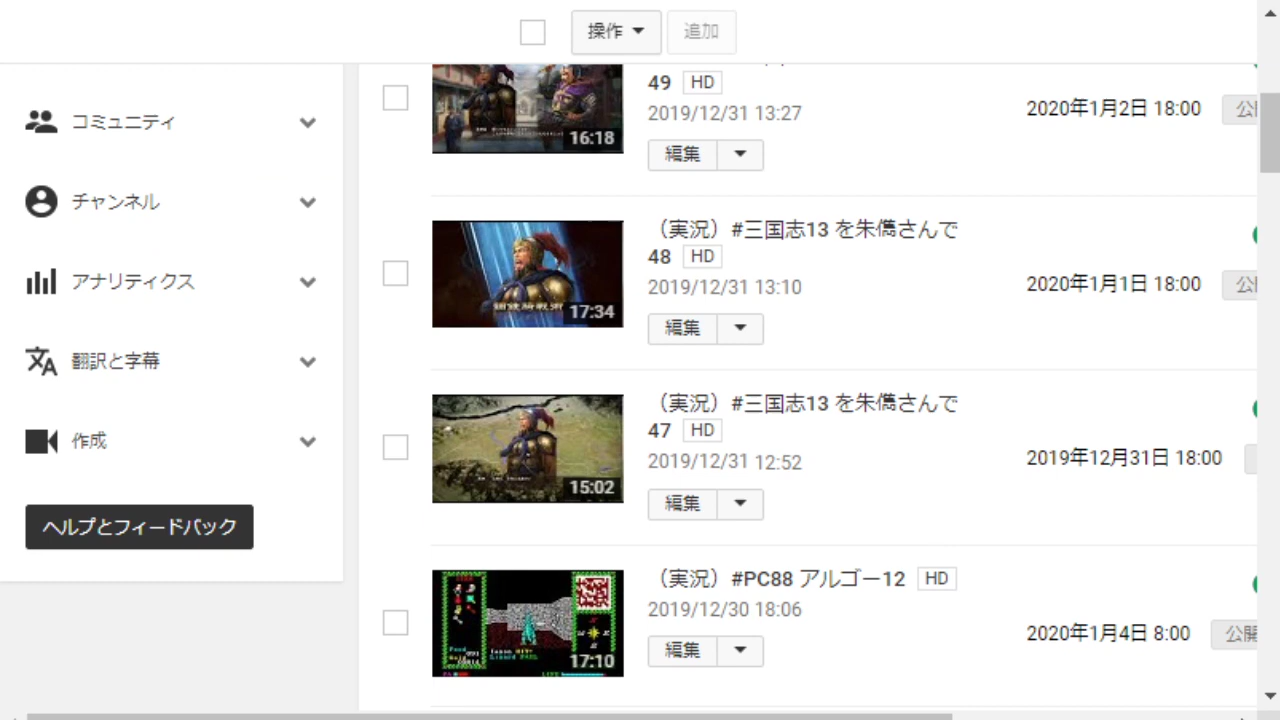 操作
追加
コミュニティ
チャンネル
アナリティクス
翻訳と字幕
作成
ヘルプとフィードバック
16:18
49 HD
2019/12/31 13:27
編集
2020年1月2日 18:00
17:34
（実況）#三国志13 を朱儁さんで
48 HD
2019/12/31 13:10
編集
2020年1月1日 18:00
15:02
（実況）#三国志13 を朱儁さんで
47 HD
2019/12/31 12:52
編集
2019年12月31日 18:00
17:10
（実況）#PC88 アルゴー12 HD
2019/12/30 18:06
編集
2020年1月4日 8:00
公開